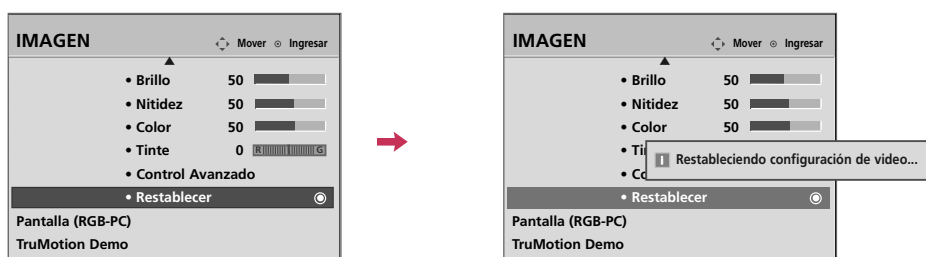 IMAGEN
Mover
Ingresar
• Brillo 50
• Nitidez 50
• Color 50
• Tinte 0 R G
• Control Avanzado
• Restablecer
Pantalla (RGB-PC)
TruMotion Demo
IMAGEN
Mover
Ingresar
• Brillo 50
• Nitidez 50
• Color 50
• Ti
• Co
Restableciendo configuración de video...
• Restablecer
Pantalla (RGB-PC)
TruMotion Demo